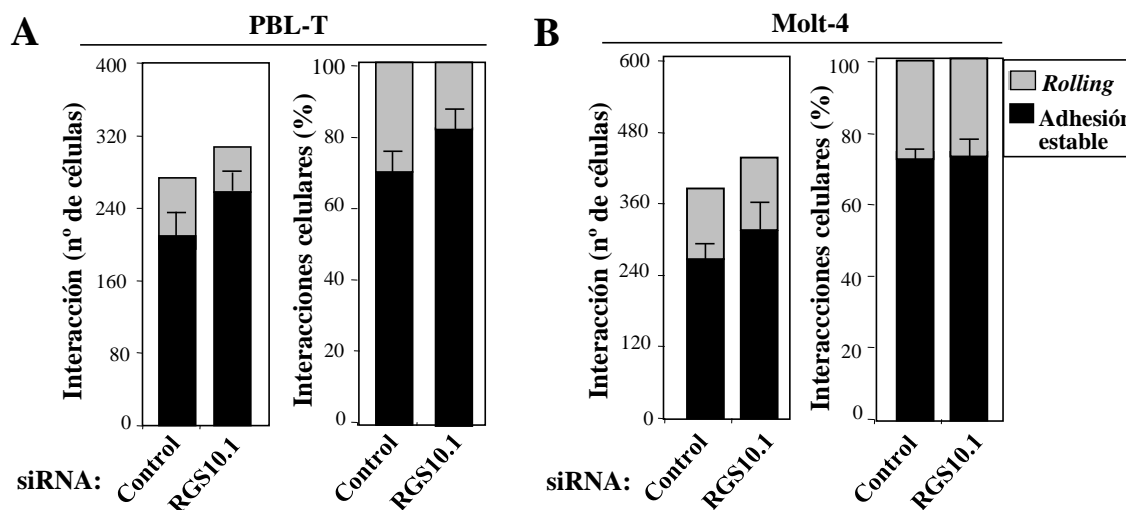 A
PBL-T
Interacción (nº de células)
400
320
240
160
80
0
Interacciones celulares (%)
100
80
60
40
20
0
siRNA:
Control
RGS10.1
Control
RGS10.1
B
Molt-4
Interacción (nº de células)
600
480
360
240
120
0
Interacciones celulares (%)
100
80
60
40
20
0
siRNA:
Control
RGS10.1
Control
RGS10.1
Rolling
Adhesión
estable